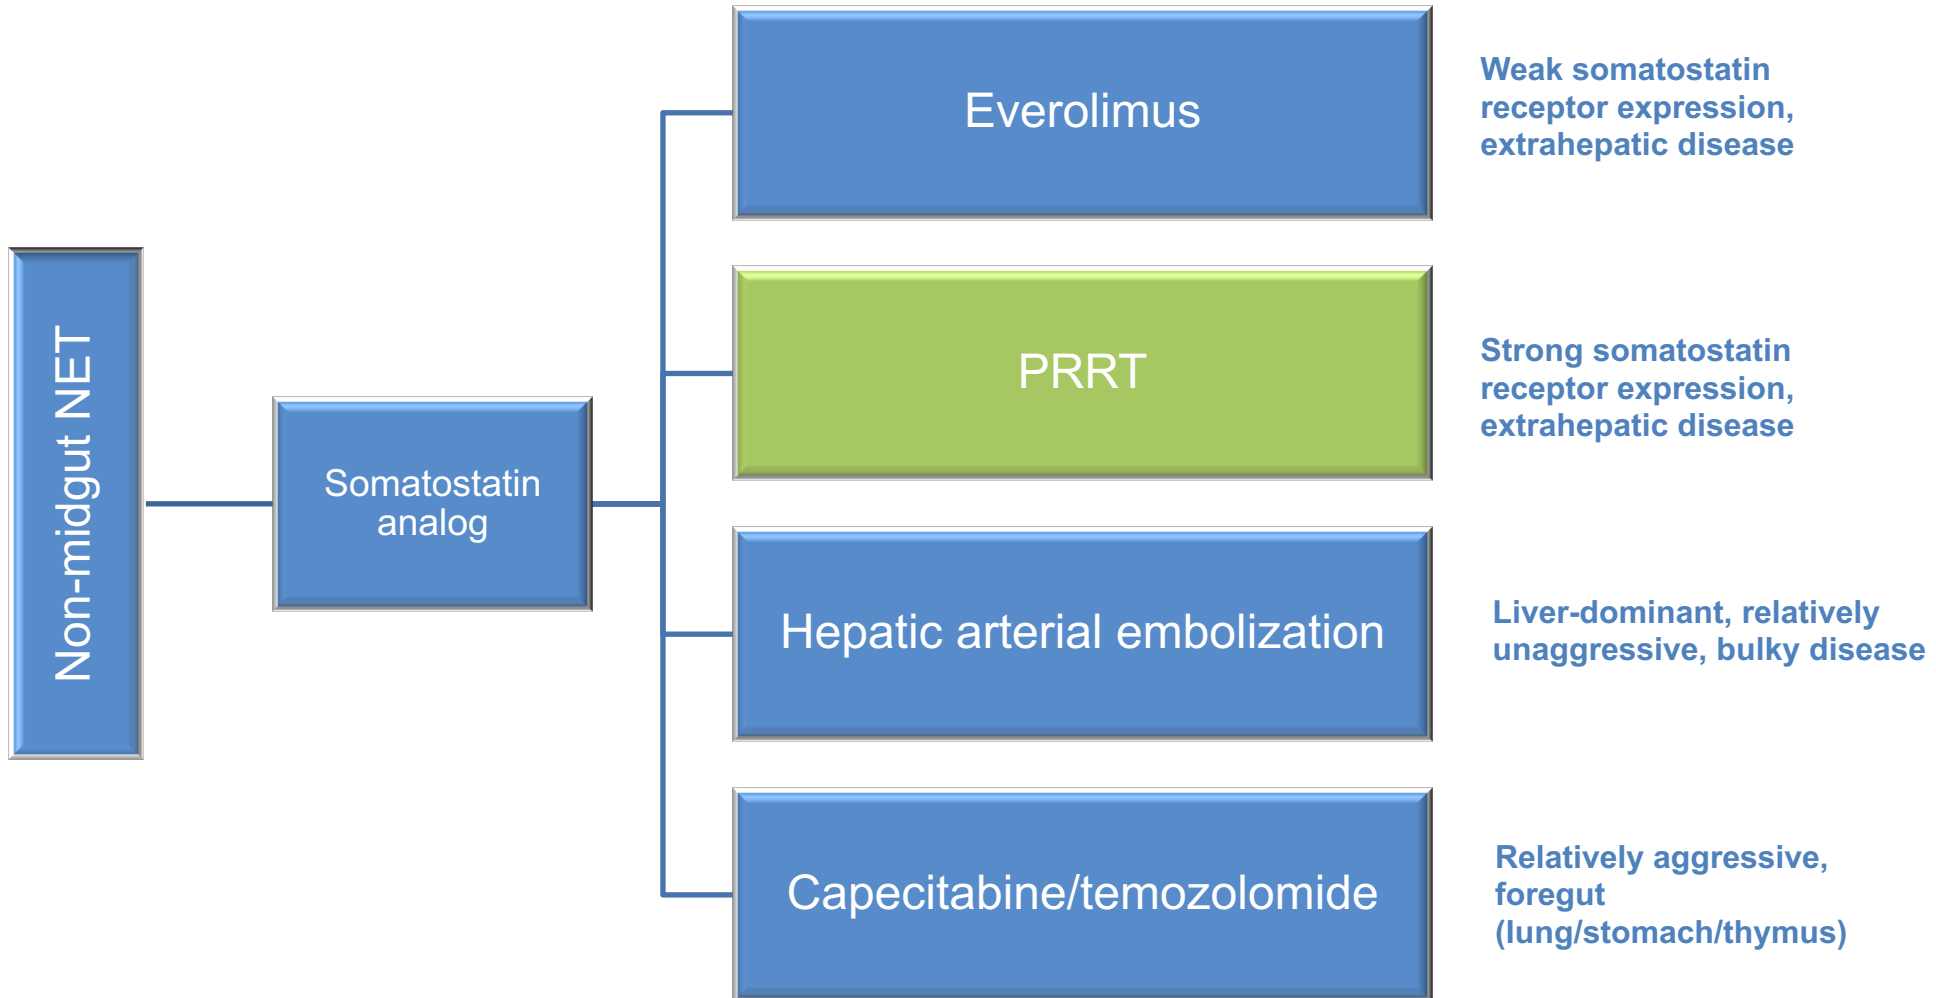 Non-midgut NET
Somatostatin
analog
Everolimus
Weak somatostatin
receptor expression,
extrahepatic disease
PRRT
Strong somatostatin
receptor expression,
extrahepatic disease
Hepatic arterial embolization
Liver-dominant, relatively
unaggressive, bulky disease
Capecitabine/temozolomide
Relatively aggressive,
foregut
(lung/stomach/thymus)